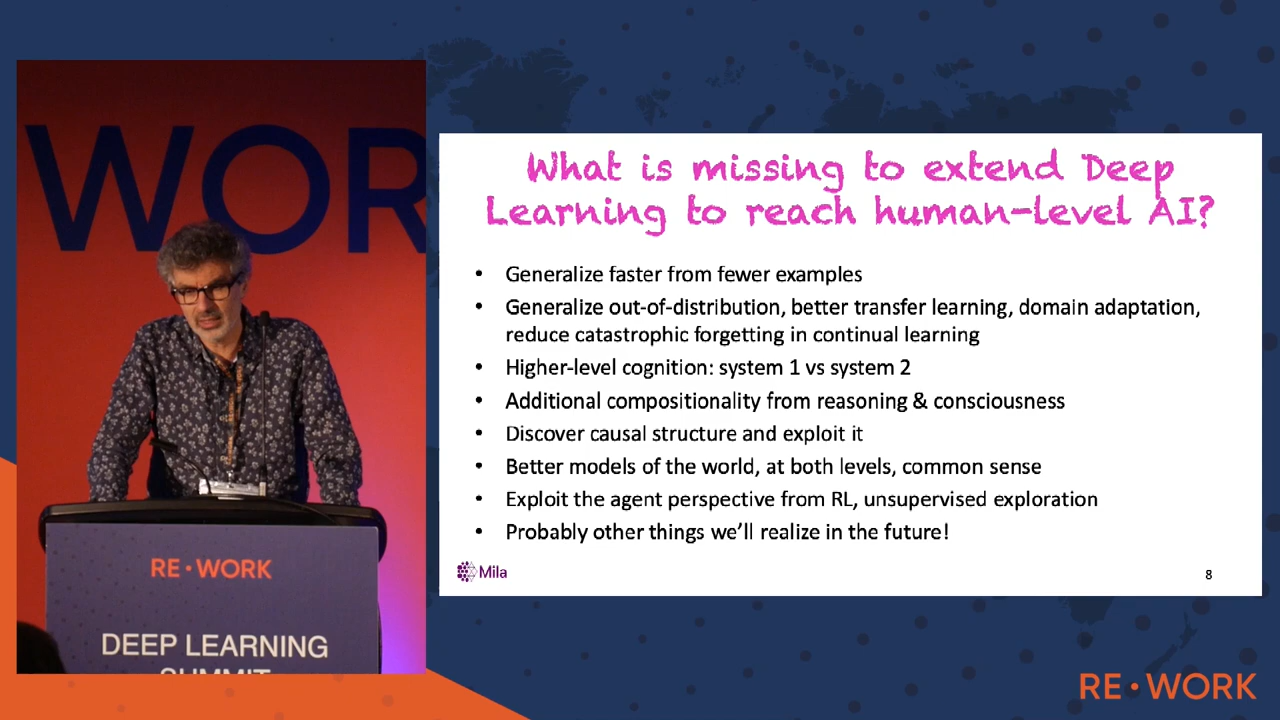 WOR
RE•WORK
DEEP LEARNING
SUMMIT
What is missing to extend Deep
Learning to reach human-level AI?
• Generalize faster from fewer examples
• Generalize out-of-distribution, better transfer learning, domain adaptation,
reduce catastrophic forgetting in continual learning
• Higher-level cognition: system 1 vs system 2
• Additional compositionality from reasoning & consciousness
• Discover causal structure and exploit it
• Better models of the world, at both levels, common sense
• Exploit the agent perspective from RL, unsupervised exploration
• Probably other things we'll realize in the future!
Mila
8
RE•WORK